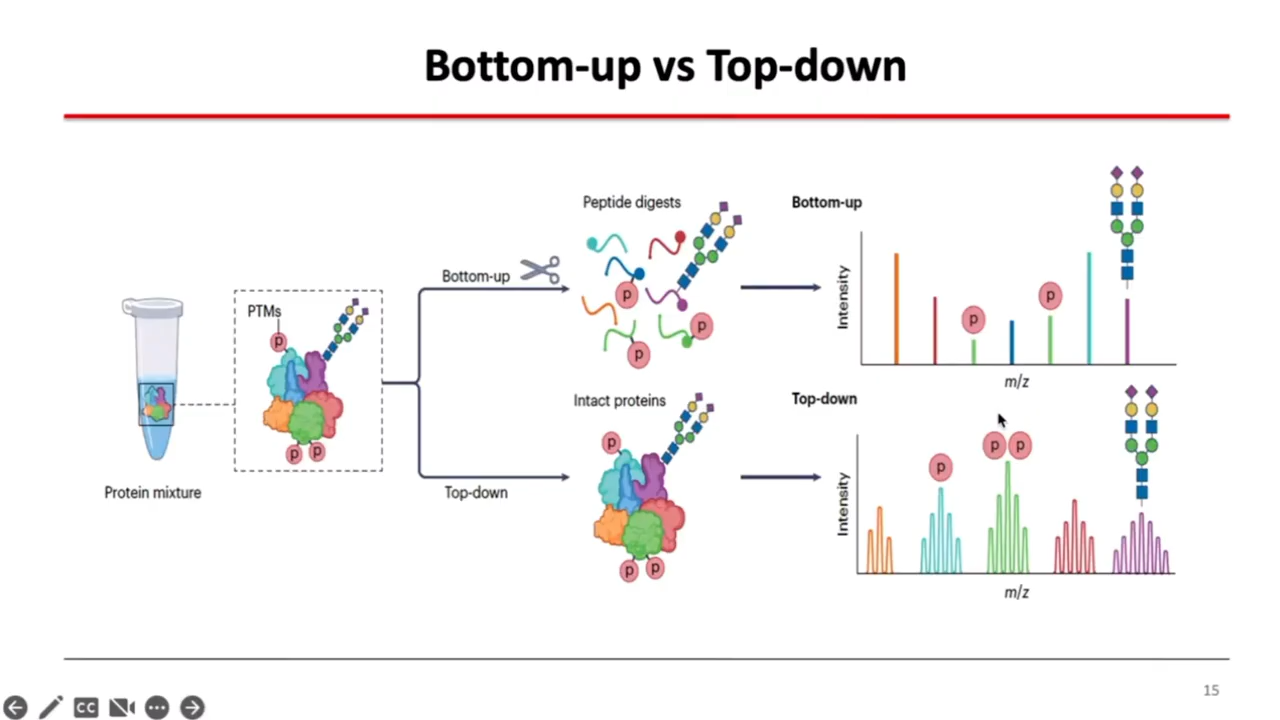 Bottom-up vs Top-down
Peptide digests
Bottom-up
Bottom-up
PTMs
p
p
p
p
p
p
p
p
Intensity
m/z
Protein mixture
Intact proteins
Top-down
Top-down
p
p
p
p
p
p
Intensity
m/z
15
CC